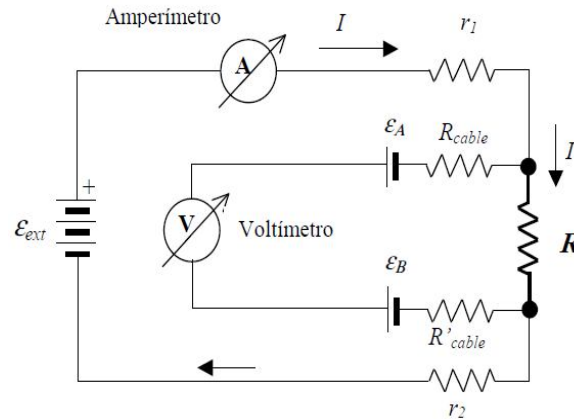 Amperímetro
I
r1
A
εA
Rcable
I
+
εext
V
Voltímetro
R
εB
R'cable
r2